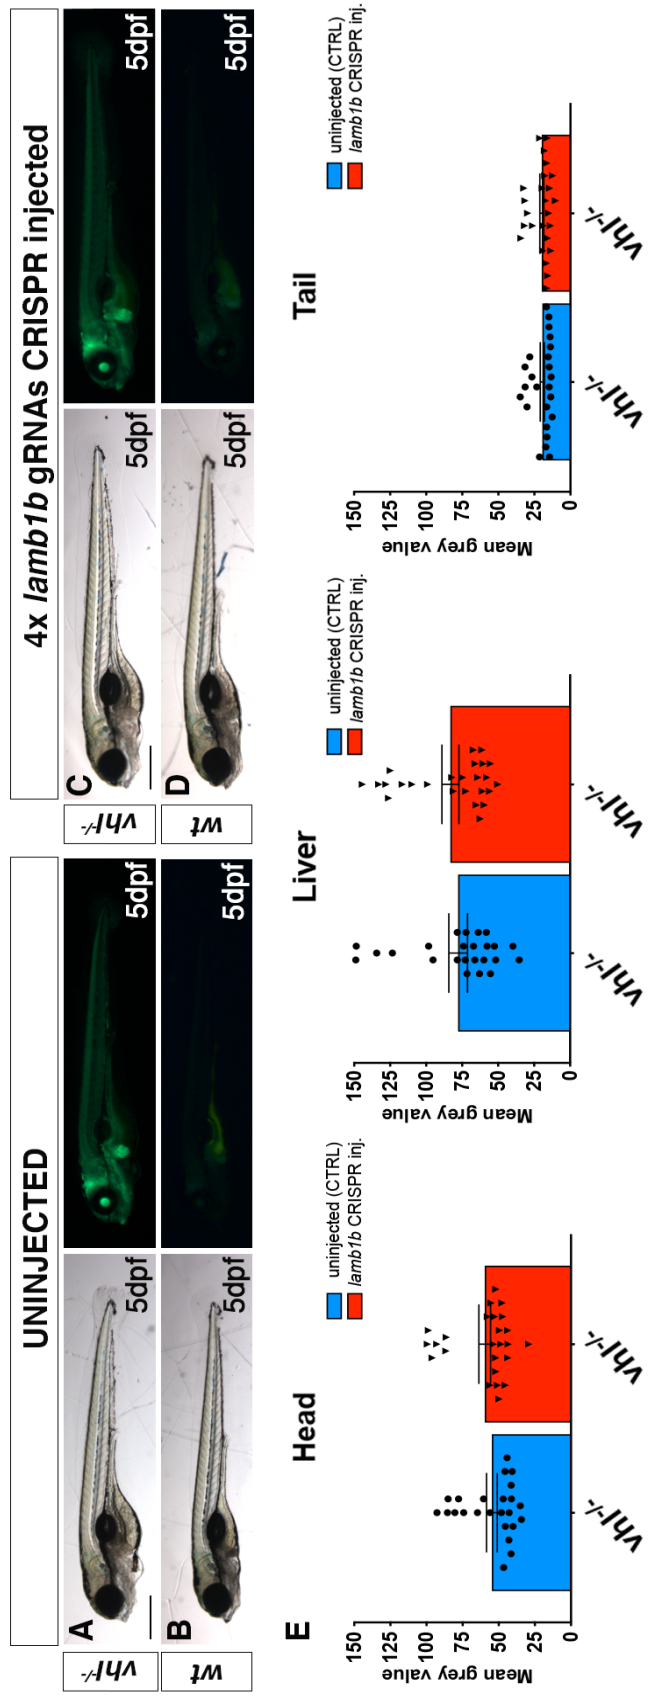 UNINJECTED
4x lamb1b gRNAs CRISPR injected
vhl-/-
A
5dpf
5dpf
C
5dpf
5dpf
wt
B
5dpf
5dpf
wt
D
5dpf
5dpf
E
Head
uninjected (CTRL)
lamb1b CRISPR inj.
Mean grey value
150
125
100
75
50
25
0
vhl-/-
vhl-/-
Liver
uninjected (CTRL)
lamb1b CRISPR inj.
Mean grey value
150
125
100
75
50
25
0
vhl-/-
vhl-/-
Tail
uninjected (CTRL)
lamb1b CRISPR inj.
Mean grey value
150
125
100
75
50
25
0
vhl-/-
vhl-/-
vhl-/-